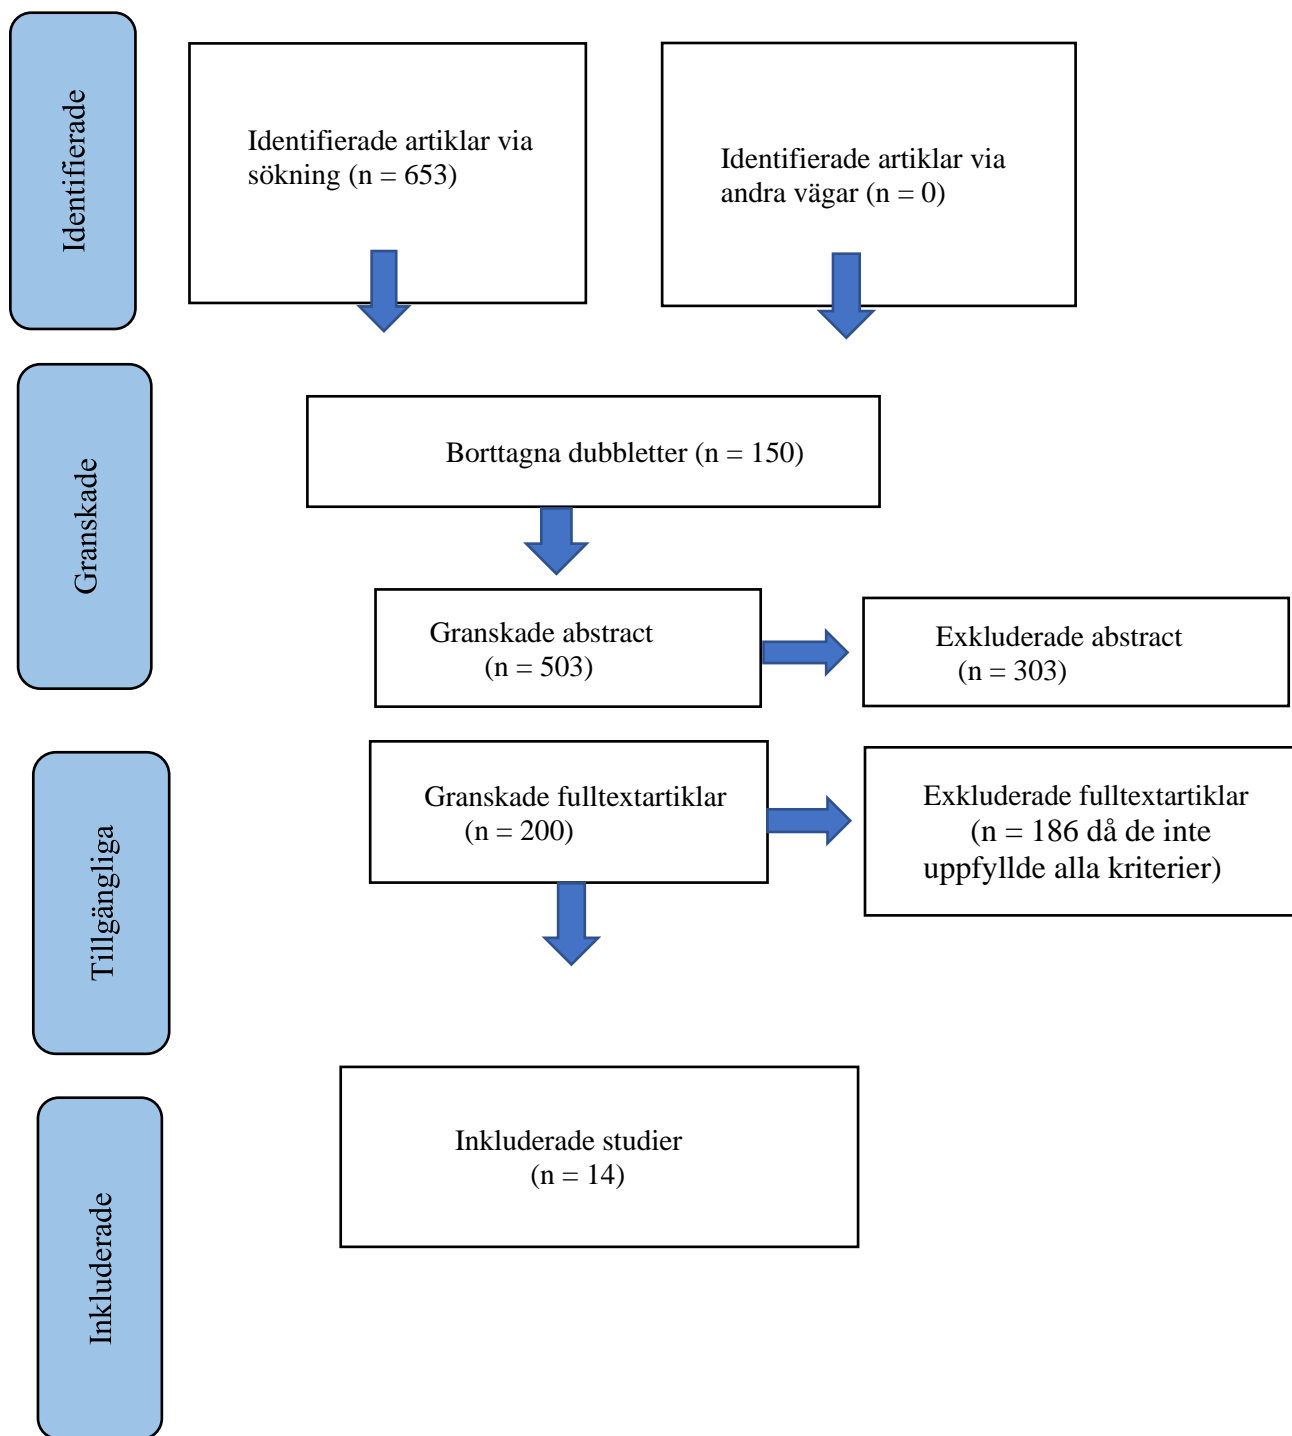 Identifierade
Identifierade artiklar via
sökning (n = 653)
Identifierade artiklar via
andra vägar (n = 0)
Granskade
Borttagna dubbletter (n = 150)
Granskade abstract
(n = 503)
Exkluderade abstract
(n = 303)
Tillgängliga
Granskade fulltextartiklar
(n = 200)
Exkluderade fulltextartiklar
(n = 186 då de inte
uppfyllde alla kriterier)
Inkluderade
Inkluderade studier
(n = 14)